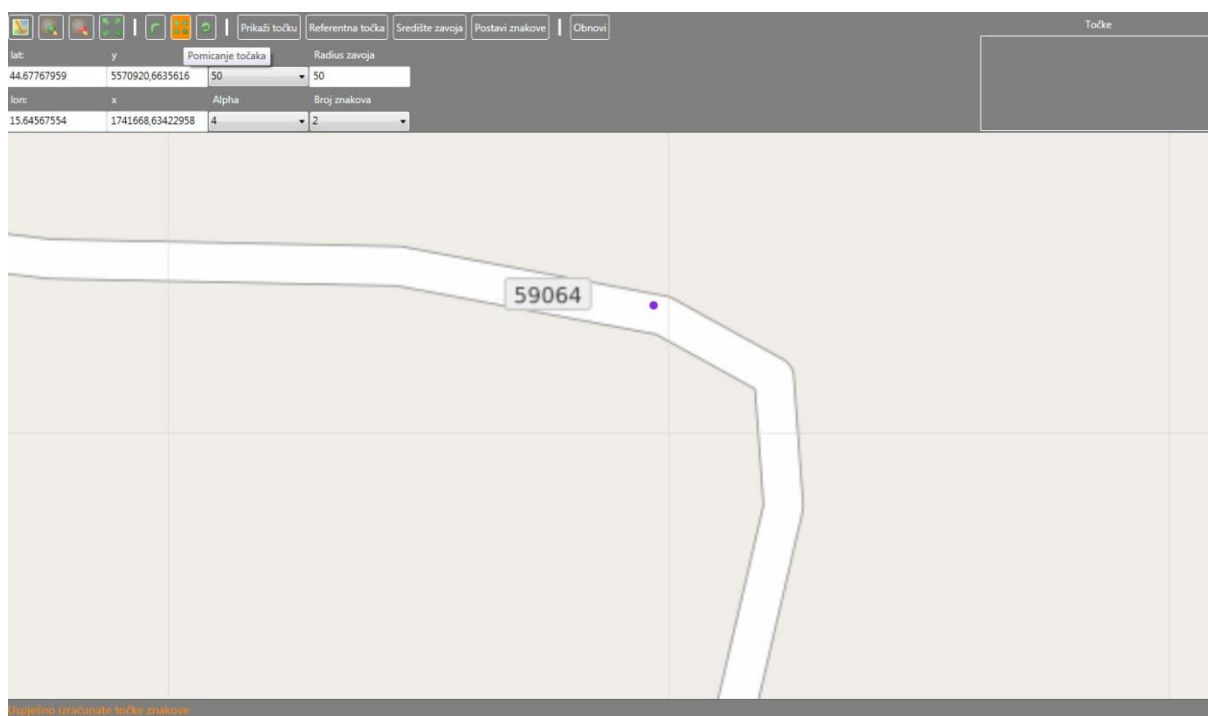 Prikaži točku Referentna točka Središte zavoja Postavi znakove Obnovi Točke
lat: y Pomicanje točaka Radius zavoja
44.67767959 5570920,6635616 50 50
lon: x Alpha Broj znakova
15.64567554 1741668,63422958 4 2
59064
Uspješno izračunate točke znakove